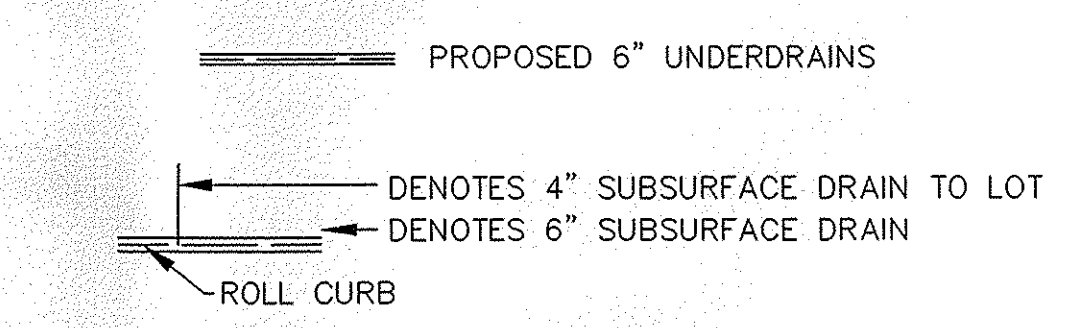 PROPOSED 6" UNDERDRAINS
DENOTES 4" SUBSURFACE DRAIN TO LOT
DENOTES 6" SUBSURFACE DRAIN
ROLL CURB